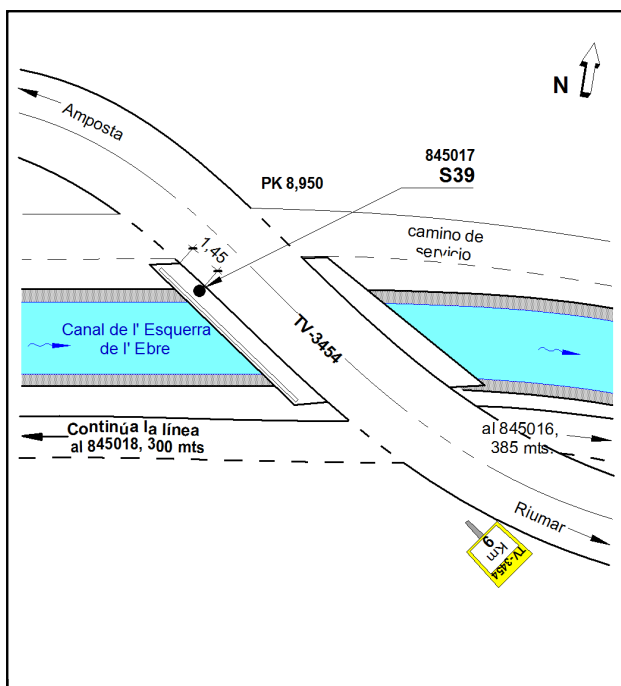 N
Amposta
845017
S39
PK 8,950
camino de
servicio
1,45
TV-3454
Canal de l' Esquerra
de l' Ebre
Continúa la línea
al 845018, 300 mts
al 845016,
385 mts.
Riumar
Km
9
TV-3454